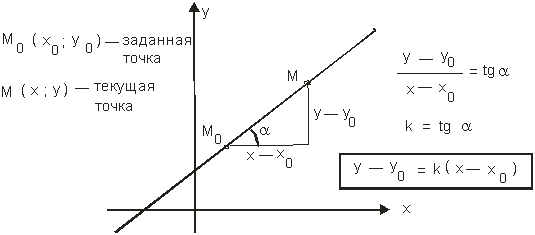 y
M₀ ( x₀ ; y₀ ) — заданная
точка
M ( x ; y ) — текущая
точка
M
y — y₀
M₀
α
x — x₀
x
y — y₀
x — x₀
= tg α
k = tg α
y — y₀ = k ( x — x₀ )